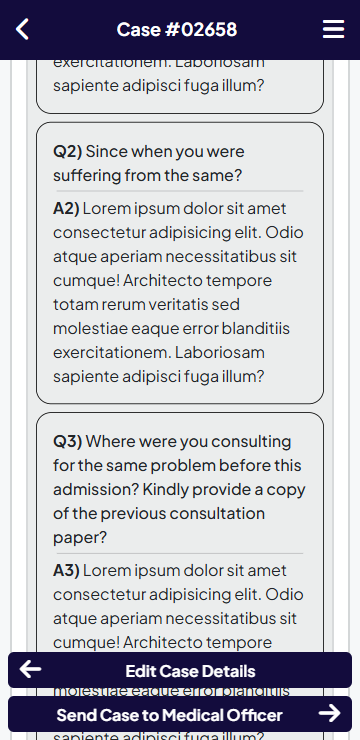 Case #02658
exercitationem. Laboriosam
sapiente adipisci fuga illum?
Q2) Since when you were
suffering from the same?
A2) Lorem ipsum dolor sit amet
consectetur adipisicing elit. Odio
atque aperiam necessitatibus sit
cumque! Architecto tempore
totam rerum veritatis sed
molestiae eaque error blanditiis
exercitationem. Laboriosam
sapiente adipisci fuga illum?
Q3) Where were you consulting
for the same problem before this
admission? Kindly provide a copy
of the previous consultation
paper?
A3) Lorem ipsum dolor sit amet
consectetur adipisicing elit. Odio
atque aperiam necessitatibus sit
cumque! Architecto tempore
Edit Case Details
molestiae eaque error blanditiis
Send Case to Medical Officer
sapiente adipisci fuga illum?